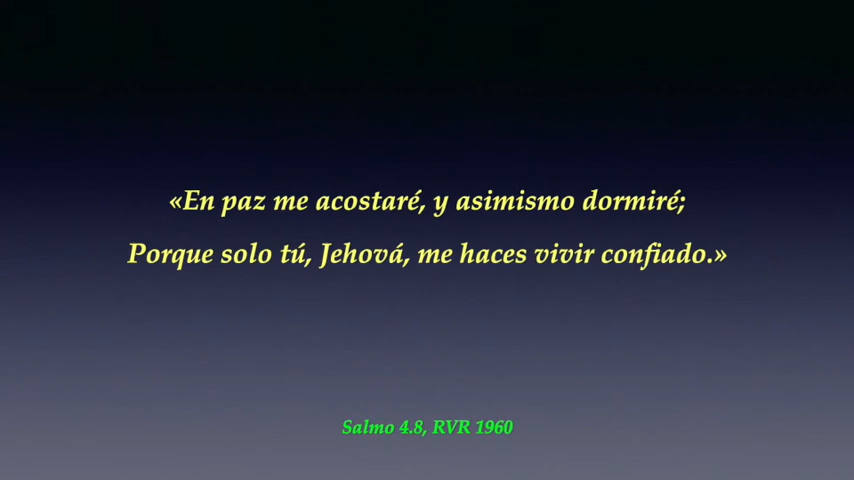 «En paz me acostaré, y asimismo dormiré;
Porque solo tú, Jehová, me haces vivir confiado.»
Salmo 4.8, RVR 1960